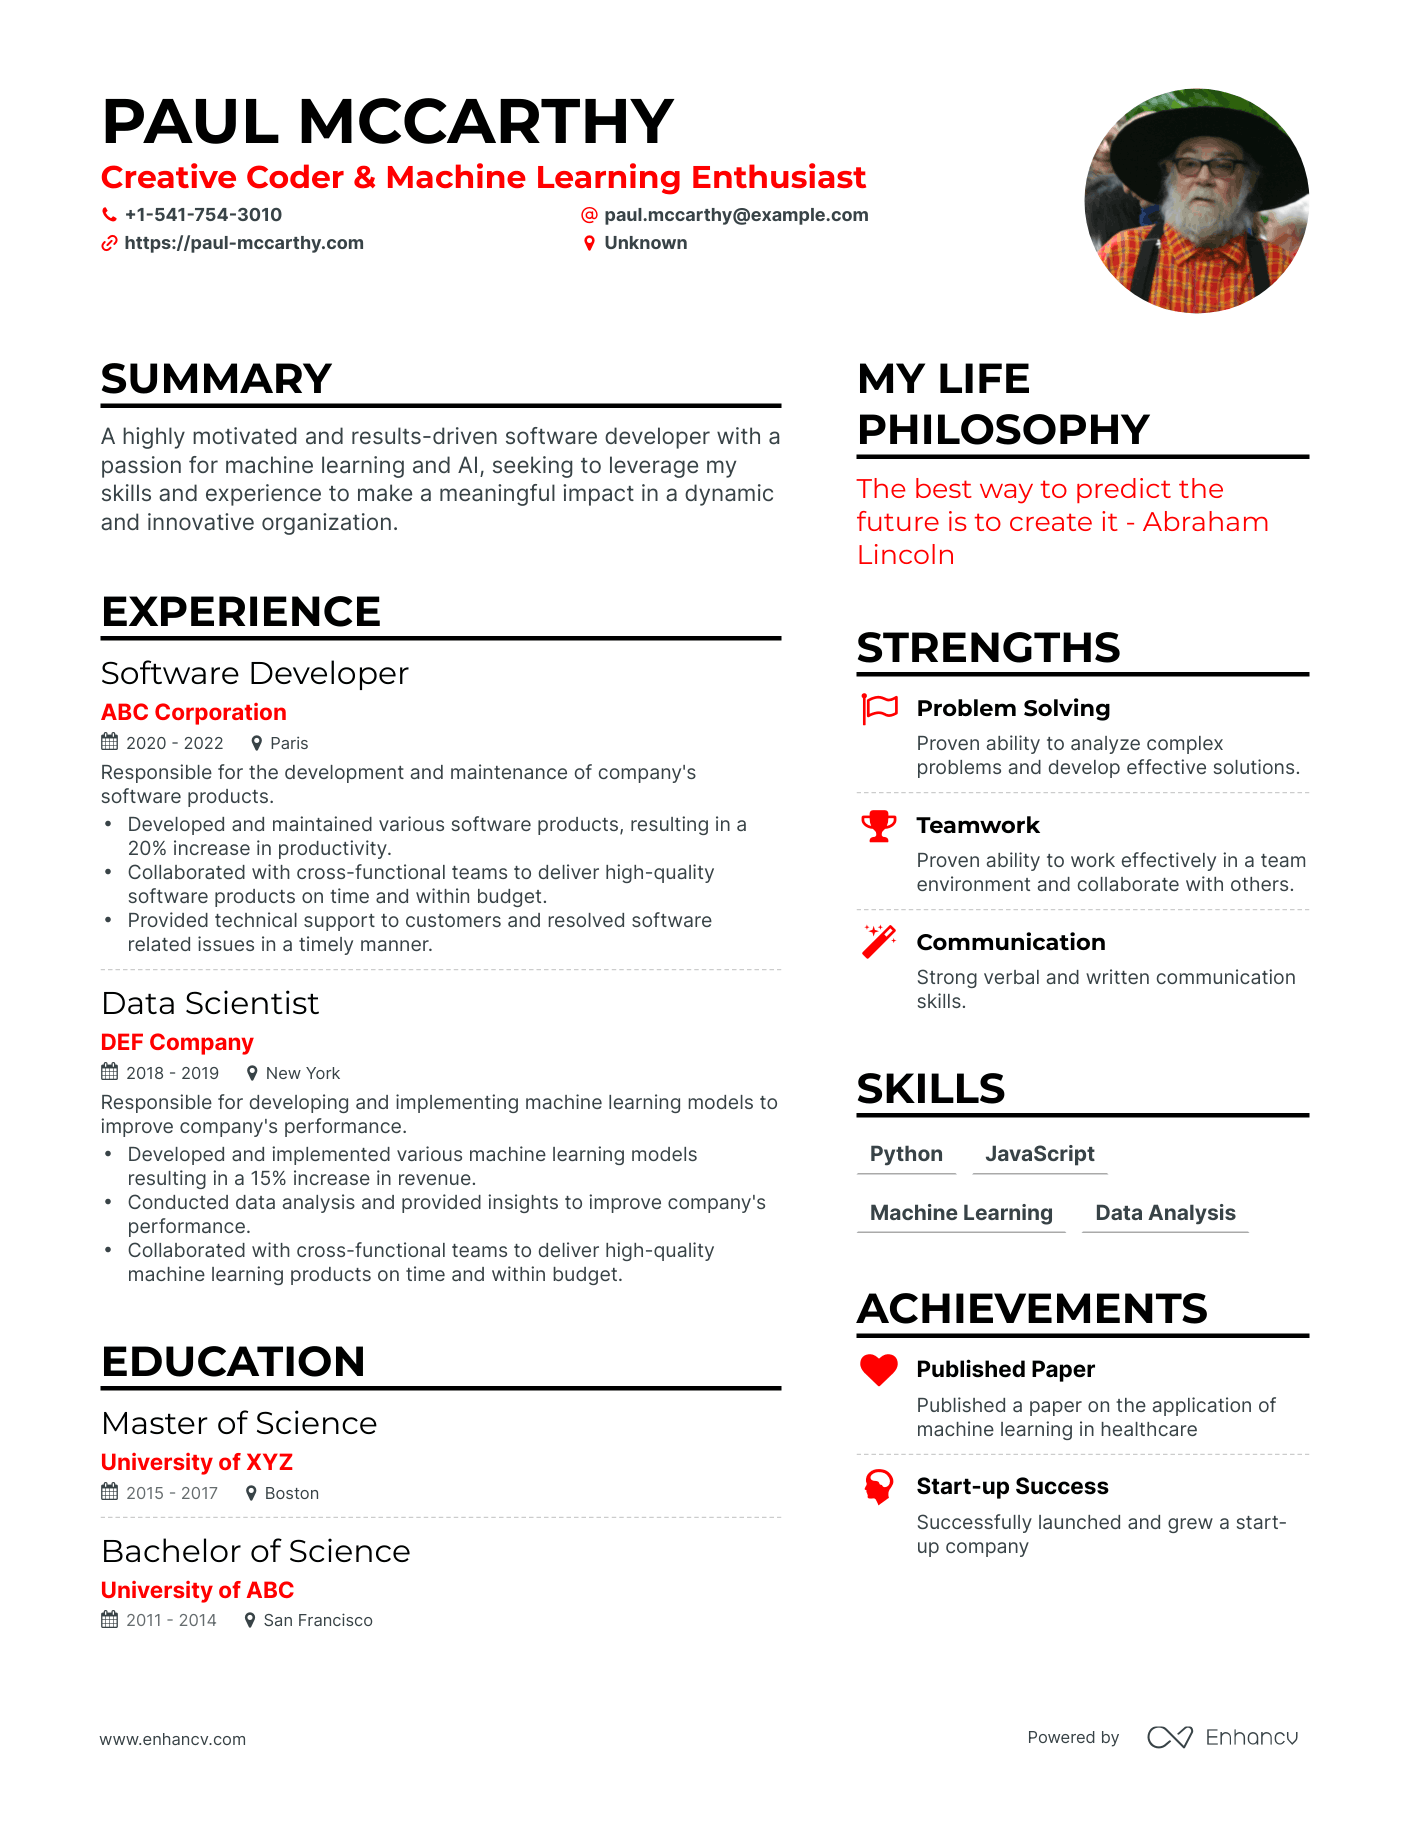 PAUL MCCARTHY
Creative Coder & Machine Learning Enthusiast
+1-541-754-3010
paul.mccarthy@example.com
https://paul-mccarthy.com
Unknown
SUMMARY
A highly motivated and results-driven software developer with a
passion for machine learning and AI, seeking to leverage my
skills and experience to make a meaningful impact in a dynamic
and innovative organization.
EXPERIENCE
Software Developer
ABC Corporation
2020 - 2022 Paris
Responsible for the development and maintenance of company's
software products.
• Developed and maintained various software products, resulting in a
20% increase in productivity.
• Collaborated with cross-functional teams to deliver high-quality
software products on time and within budget.
• Provided technical support to customers and resolved software
related issues in a timely manner.
Data Scientist
DEF Company
2018 - 2019 New York
Responsible for developing and implementing machine learning models to
improve company's performance.
• Developed and implemented various machine learning models
resulting in a 15% increase in revenue.
• Conducted data analysis and provided insights to improve company's
performance.
• Collaborated with cross-functional teams to deliver high-quality
machine learning products on time and within budget.
EDUCATION
Master of Science
University of XYZ
2015 - 2017 Boston
Bachelor of Science
University of ABC
2011 - 2014 San Francisco
MY LIFE
PHILOSOPHY
The best way to predict the
future is to create it - Abraham
Lincoln
STRENGTHS
Problem Solving
Proven ability to analyze complex
problems and develop effective solutions.
Teamwork
Proven ability to work effectively in a team
environment and collaborate with others.
Communication
Strong verbal and written communication
skills.
SKILLS
Python JavaScript
Machine Learning Data Analysis
ACHIEVEMENTS
Published Paper
Published a paper on the application of
machine learning in healthcare
Start-up Success
Successfully launched and grew a start-
up company
www.enhancv.com
Powered by Enhancv